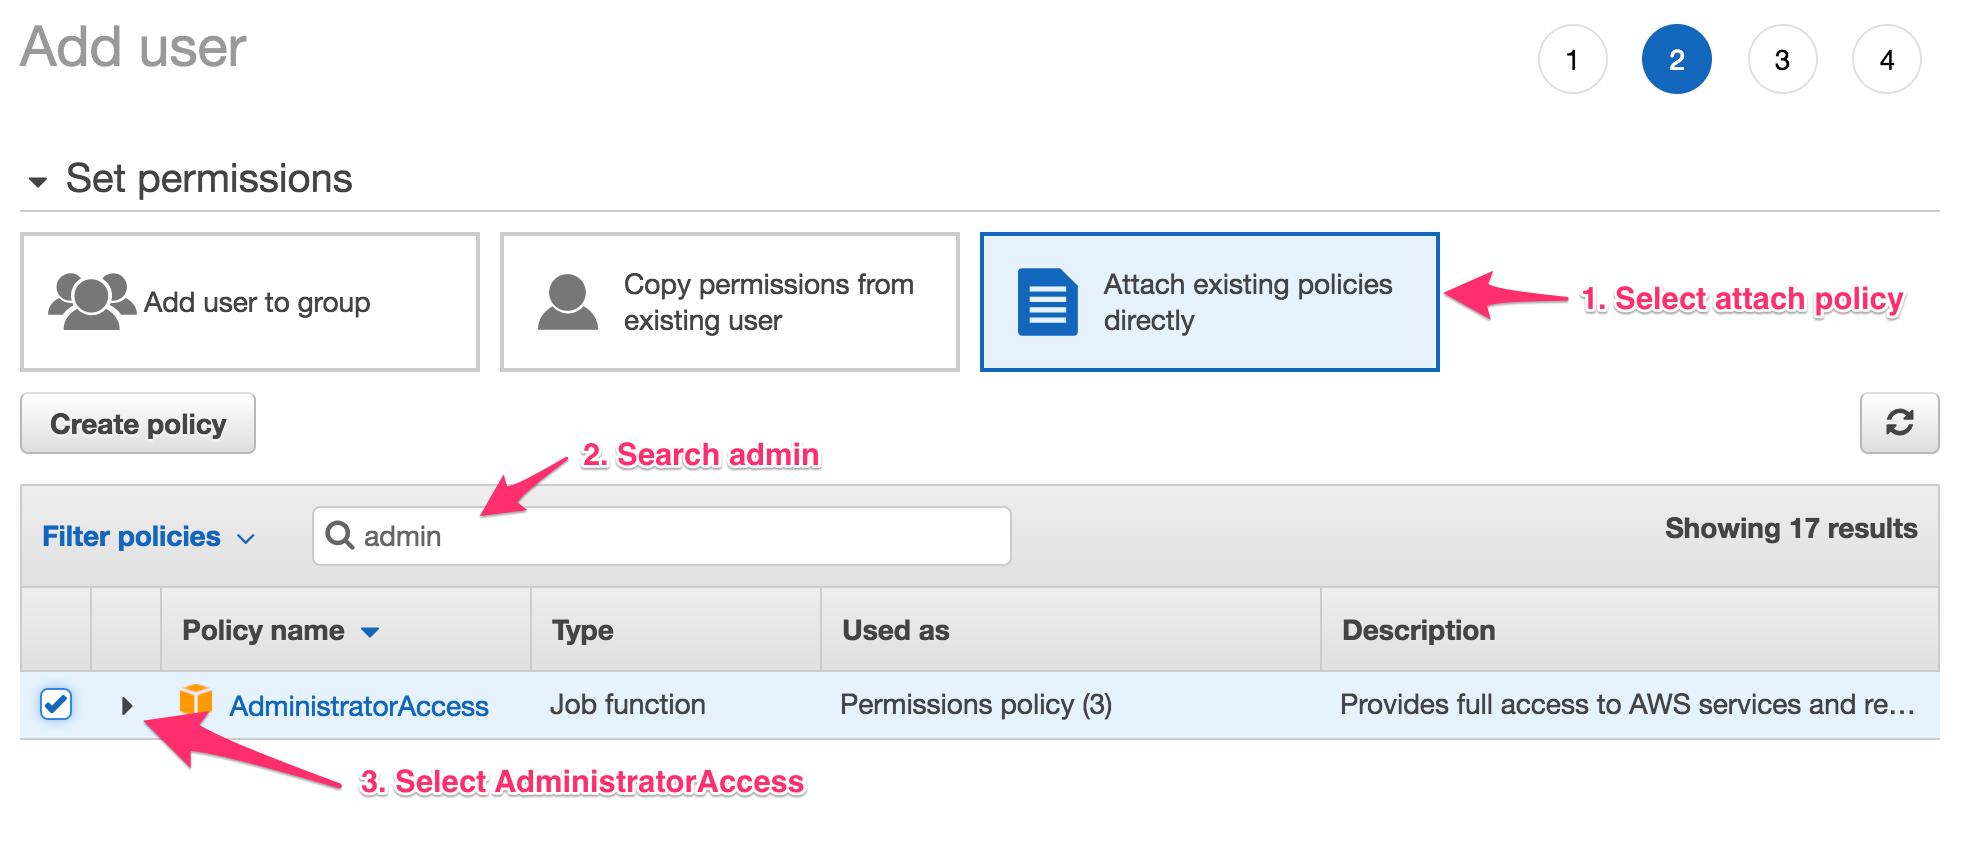 Add user
1 2 3 4
Set permissions
Add user to group
Copy permissions from
existing user
Attach existing policies
directly
1. Select attach policy
Create policy
2. Search admin
Filter policies
admin
Showing 17 results
Policy name Type Used as Description
AdministratorAccess Job function Permissions policy (3) Provides full access to AWS services and re…
3. Select AdministratorAccess